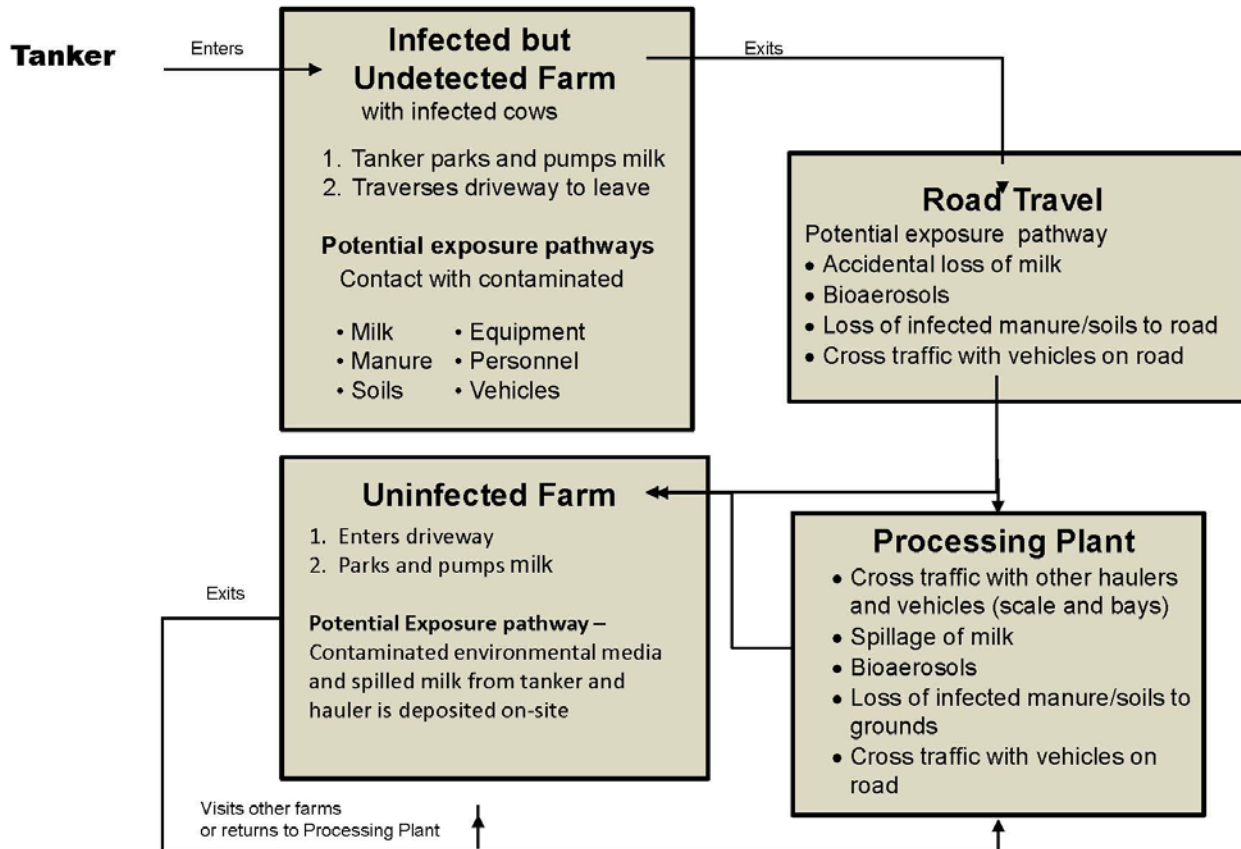 Tanker
Enters
Infected but
Undetected Farm
with infected cows
1. Tanker parks and pumps milk
2. Traverses driveway to leave
Potential exposure pathways
Contact with contaminated
• Milk • Equipment
• Manure • Personnel
• Soils • Vehicles
Exits
Road Travel
Potential exposure pathway
• Accidental loss of milk
• Bioaerosols
• Loss of infected manure/soils to road
• Cross traffic with vehicles on road
Uninfected Farm
1. Enters driveway
2. Parks and pumps milk
Potential Exposure pathway –
Contaminated environmental media
and spilled milk from tanker and
hauler is deposited on-site
Processing Plant
• Cross traffic with other haulers
and vehicles (scale and bays)
• Spillage of milk
• Bioaerosols
• Loss of infected manure/soils to
grounds
• Cross traffic with vehicles on
road
Exits
Visits other farms
or returns to Processing Plant